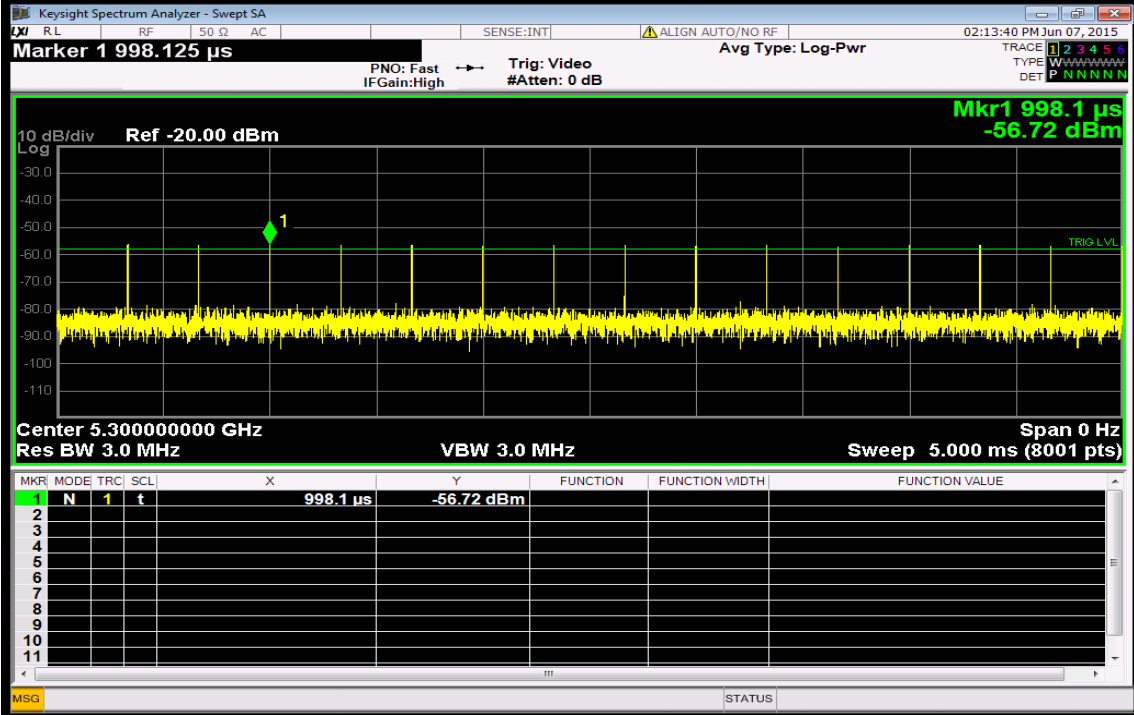 Keysight Spectrum Analyzer - Swept SA
LXI RL RF 50 Ω AC SENSE:INT ALIGN AUTO/NO RF 02:13:40 PM Jun 07, 2015
Marker 1 998.125 µs
PNO: Fast
IFGain:High
Trig: Video
#Atten: 0 dB
Avg Type: Log-Pwr
TRACE 1 2 3 4 5 6
TYPE WWWWWW
DET P N N N N N
Mkr1 998.1 µs
-56.72 dBm
10 dB/div Ref -20.00 dBm
Log
-30.0
-40.0
-50.0
-60.0
-70.0
-80.0
-90.0
-100
-110
1
TRIG LVL
Center 5.300000000 GHz Span 0 Hz
Res BW 3.0 MHz VBW 3.0 MHz Sweep 5.000 ms (8001 pts)
MKR MODE TRC SCL X Y FUNCTION FUNCTION WIDTH FUNCTION VALUE
1 N 1 t 998.1 µs -56.72 dBm
2
3
4
5
6
7
8
9
10
11
MSG STATUS